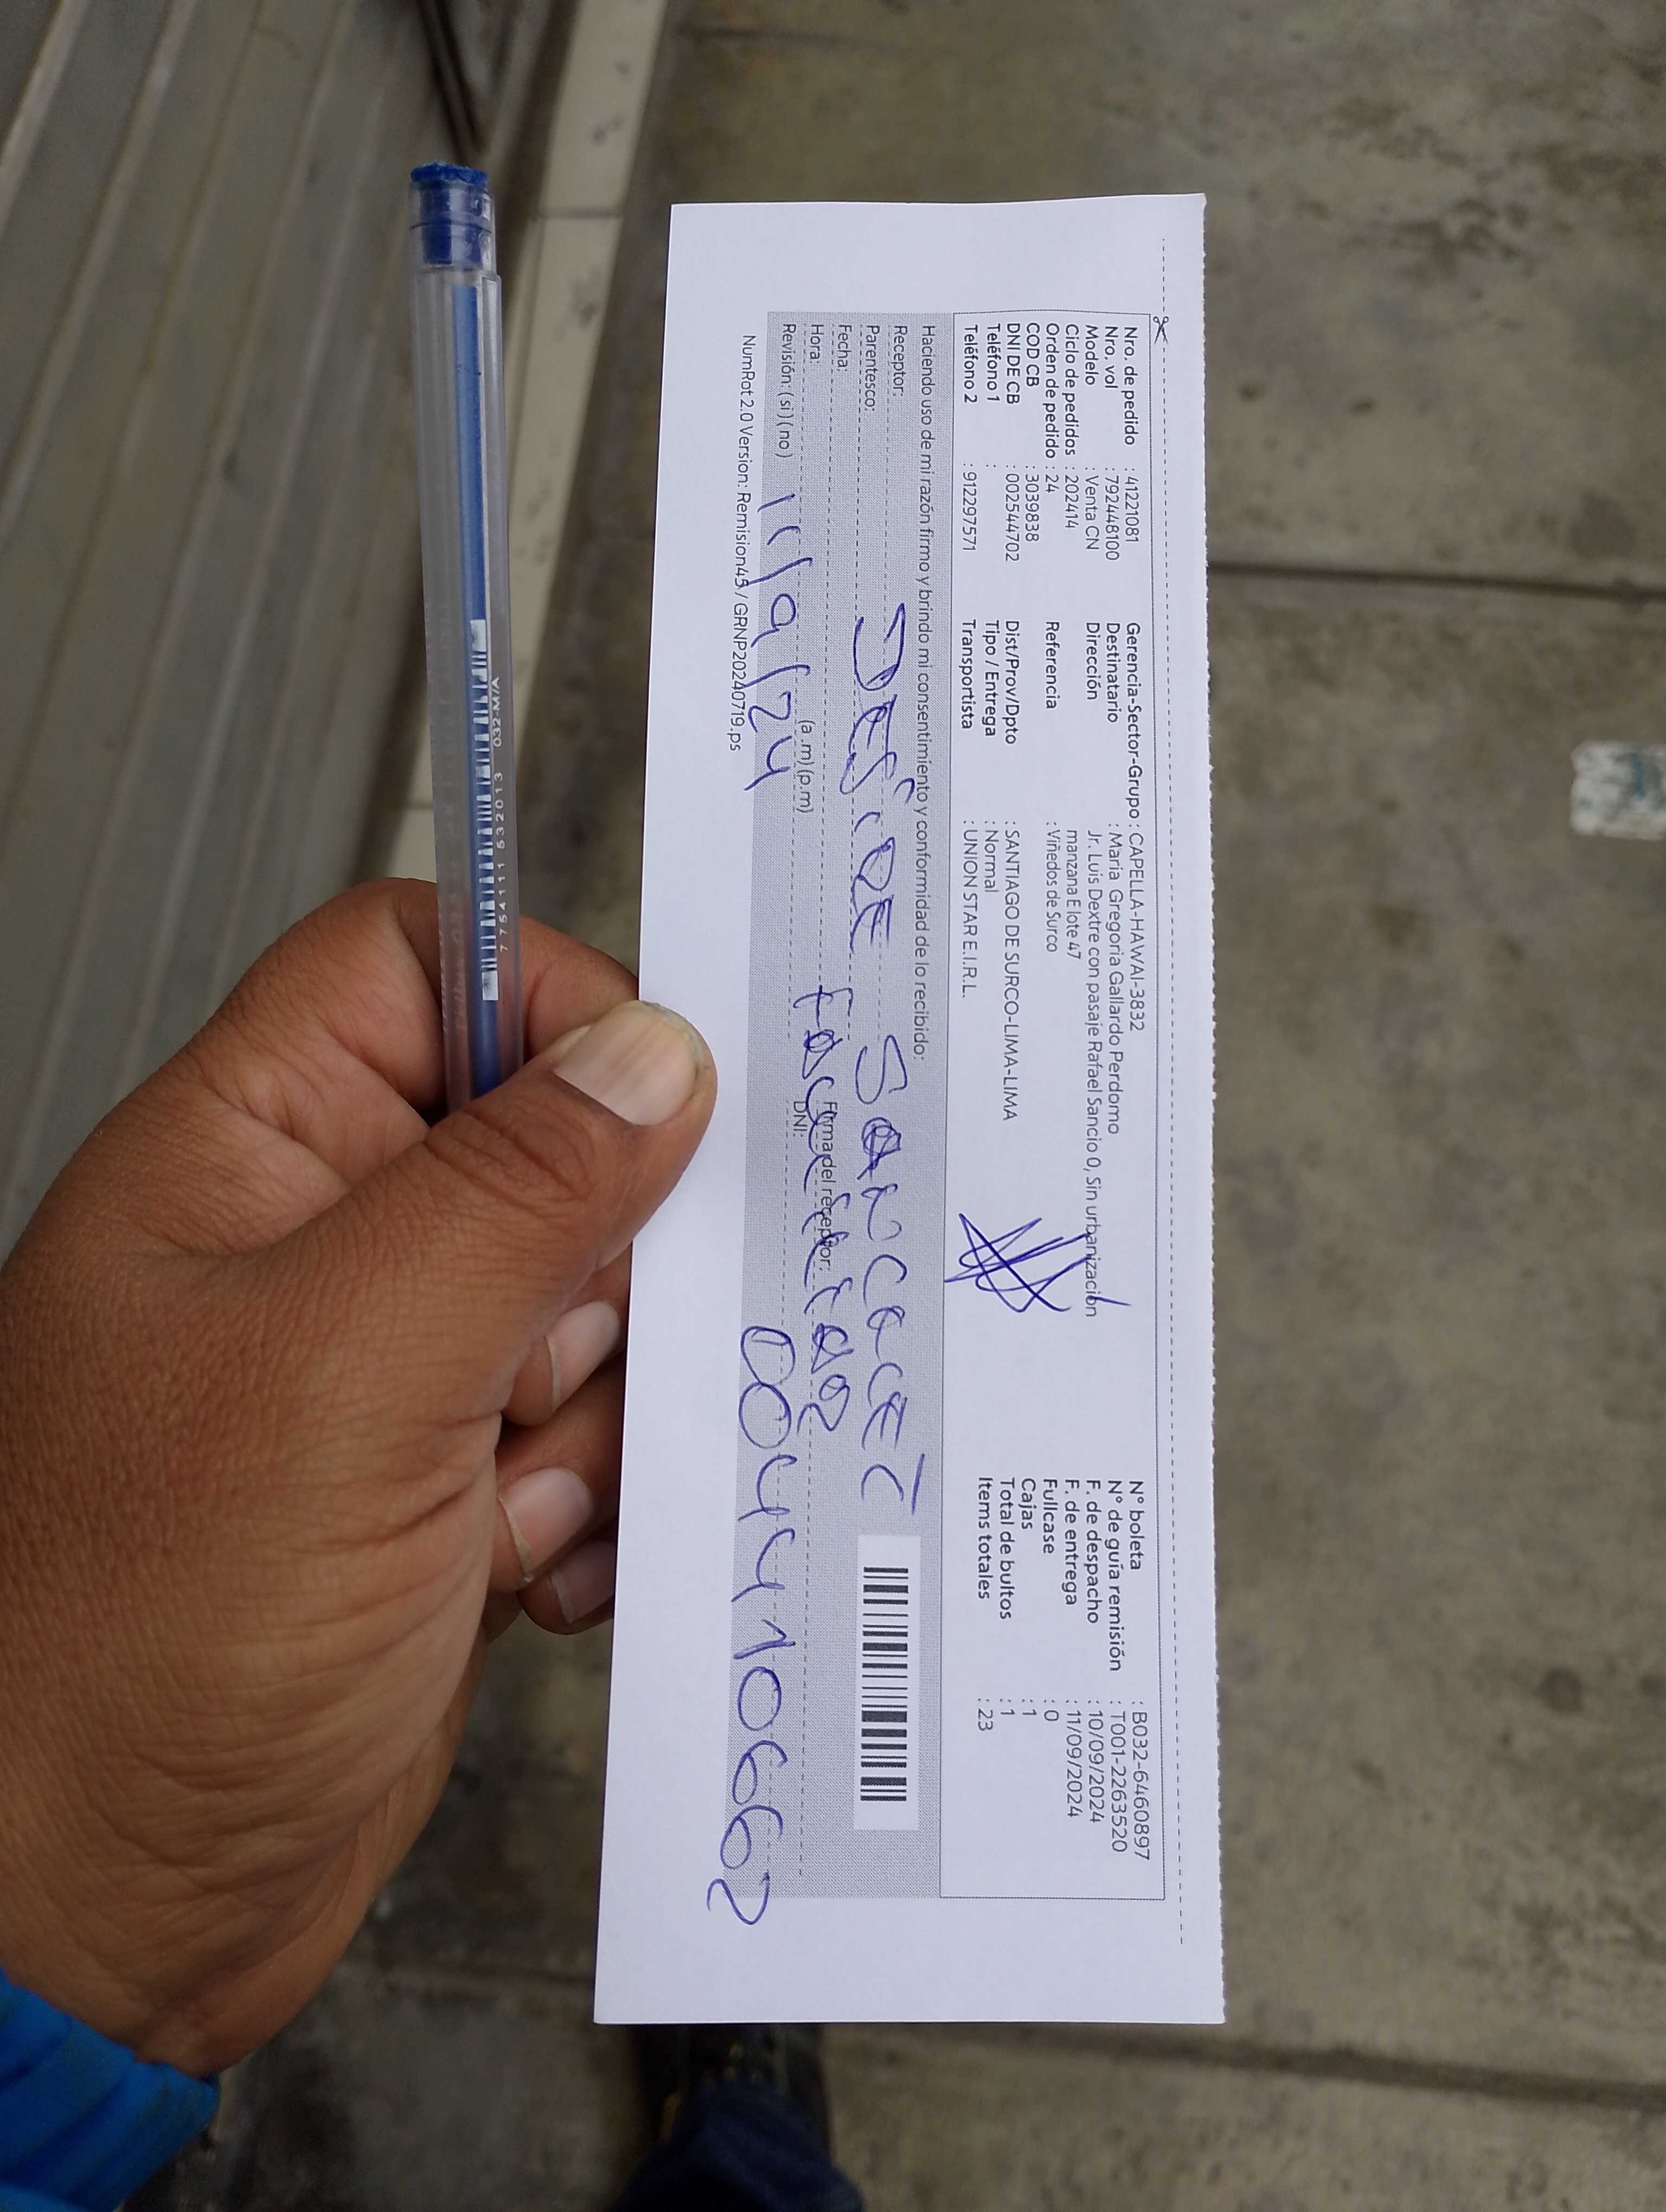 Nro. de pedido : 41221081 Gerencia-Sector-Grupo : CAPELLA-HAWAI-3832 N° boleta : B032-6460897
Nro. vol : 792448100 Destinatario : Maria Gregoria Gallardo Perdomo N° de guía remisión : T001-2263520
Modelo : Venta CN Dirección Jr. Luis Dextre con pasaje Rafael Sancio 0, Sin urbanización F. de despacho : 10/09/2024
Ciclo de pedidos : 202414 manzana E lote 47 F. de entrega : 11/09/2024
Orden de pedido : 24 Referencia : Viñedos de Surco Fullcase : 0
COD CB : 3039838 Cajas : 1
DNI DE CB : 002544702 Dist/Prov/Dpto : SANTIAGO DE SURCO-LIMA-LIMA Total de bultos : 1
Teléfono 1 : Tipo / Entrega : Normal Items totales : 23
Teléfono 2 : 912297571 Transportista : UNION STAR E.I.R.L.
Haciendo uso de mi razón firmo y brindo mi consentimiento y conformidad de lo recibido:
Receptor:
Parentesco:
Fecha: Firma del receptor:
Hora: (a.m) (p.m) DNI:
Revisión: (si) (no) 11/9/24 004410662
NumRot 2.0 Version: Remision45 / GRNP20240719.ps
7 754111 532013
032-M/A